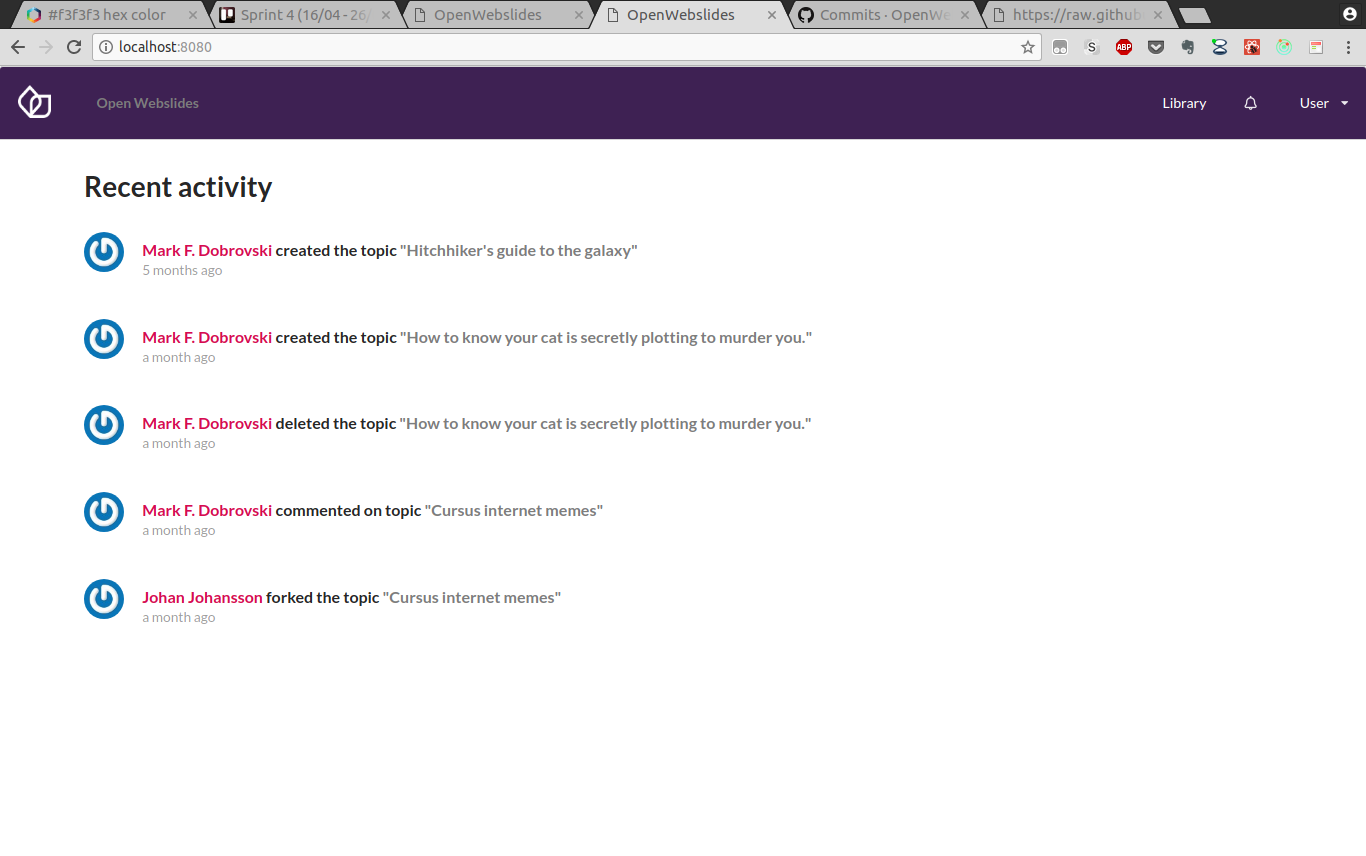 #f3f3f3 hex color
Sprint 4 (16/04 - 26/
OpenWebslides
OpenWebslides
Commits · OpenWe
https://raw.github
localhost:8080
S
ABP
Open Webslides
Library
User
Recent activity
Mark F. Dobrovski created the topic "Hitchhiker's guide to the galaxy"
5 months ago
Mark F. Dobrovski created the topic "How to know your cat is secretly plotting to murder you."
a month ago
Mark F. Dobrovski deleted the topic "How to know your cat is secretly plotting to murder you."
a month ago
Mark F. Dobrovski commented on topic "Cursus internet memes"
a month ago
Johan Johansson forked the topic "Cursus internet memes"
a month ago